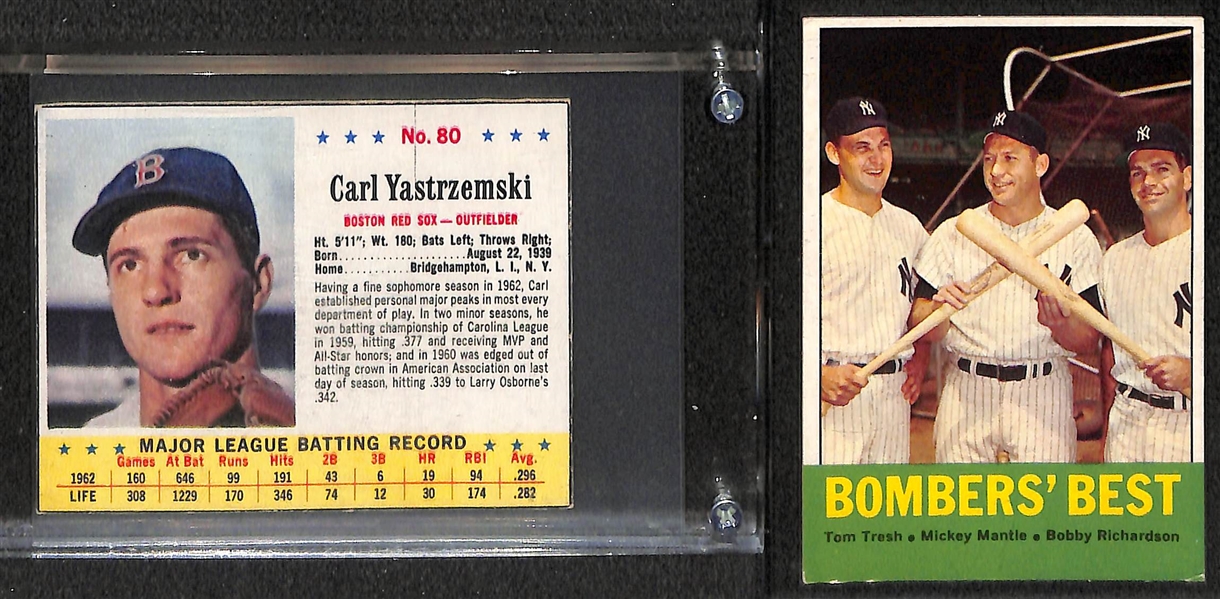 B
★ ★ ★ No. 80 ★ ★ ★
Carl Yastrzemski
BOSTON RED SOX — OUTFIELDER
Ht. 5'11"; Wt. 180; Bats Left; Throws Right;
Born.....................August 22, 1939
Home...........Bridgehampton, L. I., N. Y.
Having a fine sophomore season in 1962, Carl
established personal major peaks in most every
department of play. In two minor seasons, he
won batting championship of Carolina League
in 1959, hitting .377 and receiving MVP and
All-Star honors; and in 1960 was edged out of
batting crown in American Association on last
day of season, hitting .339 to Larry Osborne's
.342.
★ ★ ★ MAJOR LEAGUE BATTING RECORD ★ ★ ★
Games At Bat Runs Hits 2B 3B HR RBI Avg.
1962 160 646 99 191 43 6 19 94 .296
LIFE 308 1229 170 346 74 12 30 174 .282
NY NY NY
NY NY NY
BOMBERS' BEST
Tom Tresh • Mickey Mantle • Bobby Richardson